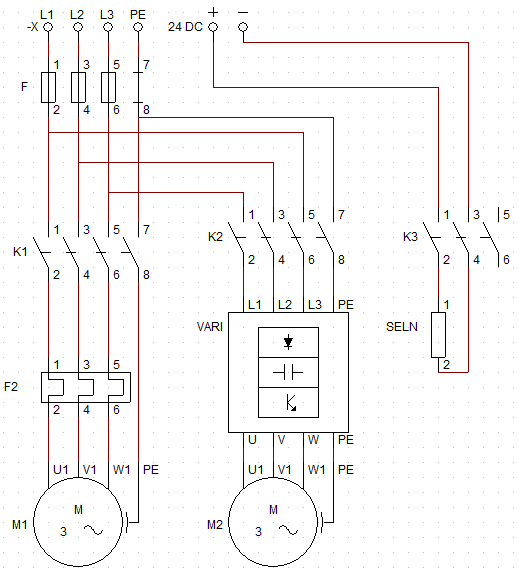 L1 L2 L3 PE + −
-X 24 DC
1 3 5 7
F
2 4 6 8
1 3 5 7 1 3 5 7 1 3 5
K1 K2 K3
2 4 6 8 2 4 6 8 2 4 6
L1 L2 L3 PE 1
VARI SELN
1 3 5 2
F2
2 4 6
U V W PE
U1 V1 W1 PE U1 V1 W1 PE
M M
M1 M2
3 3